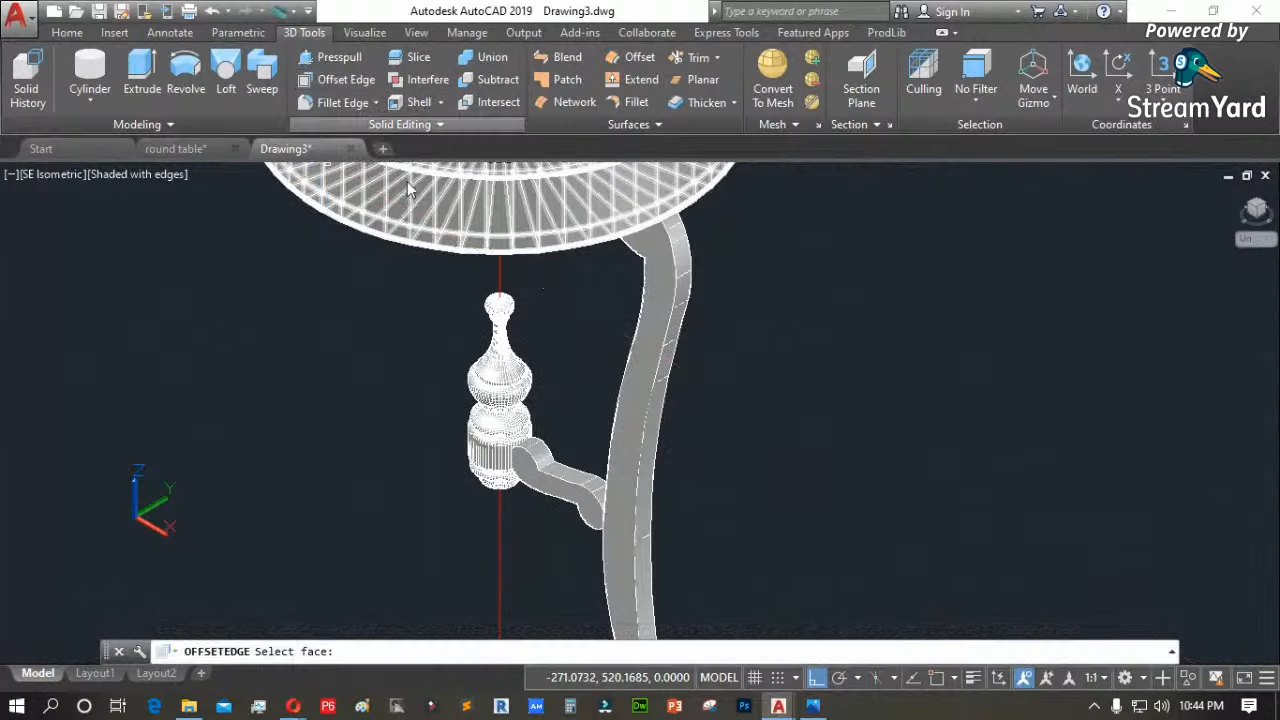 Autodesk AutoCAD 2019 Drawing3.dwg
Type a keyword or phrase
Sign In
Powered by
StreamYard
Home Insert Annotate Parametric 3D Tools Visualize View Manage Output Add-ins Collaborate Express Tools Featured Apps ProdLib
Solid History
Cylinder
Extrude
Revolve
Loft
Sweep
Presspull
Offset Edge
Fillet Edge
Slice
Interfere
Shell
Union
Subtract
Intersect
Blend
Patch
Network
Offset
Extend
Fillet
Trim
Planar
Thicken
Convert To Mesh
Section Plane
Culling
No Filter
Move Gizmo
World
X
3 Point
Modeling Solid Editing Surfaces Mesh Section Selection Coordinates
Start round table* Drawing3*
[−][SE Isometric][Shaded with edges]
Un
Z
Y
X
OFFSETEDGE Select face:
Model Layout1 Layout2
-271.0732, 520.1685, 0.0000 MODEL 1:1
10:44 PM